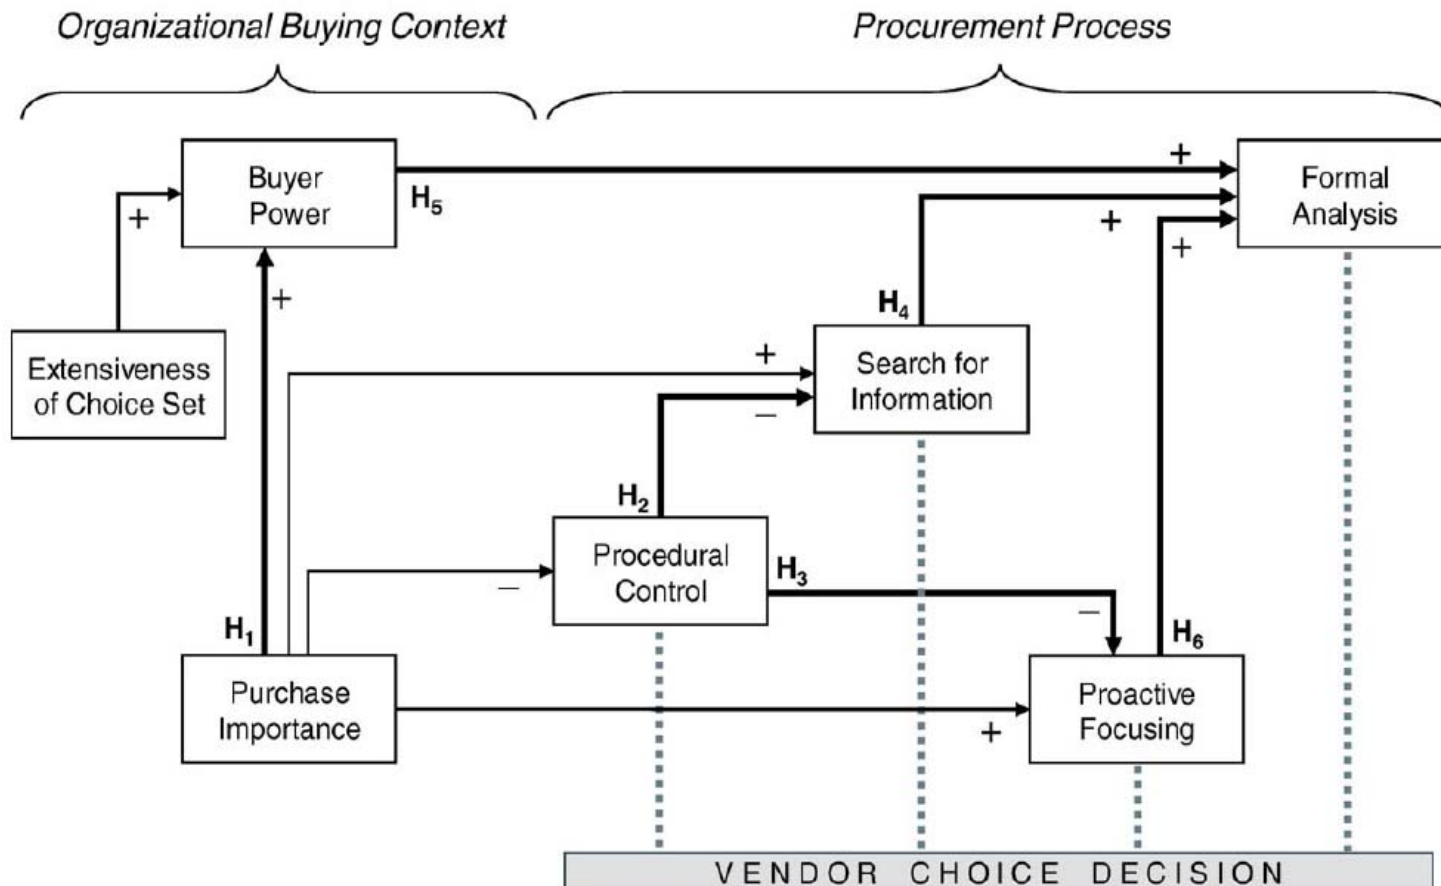 Organizational Buying Context
Procurement Process
Buyer
Power
H5
+
Formal
Analysis
+
+
+
+
H4
Extensiveness
of Choice Set
+
Search for
Information
−
H2
Procedural
Control
H3
−
−
H1
H6
Purchase
Importance
Proactive
Focusing
+
VENDOR CHOICE DECISION